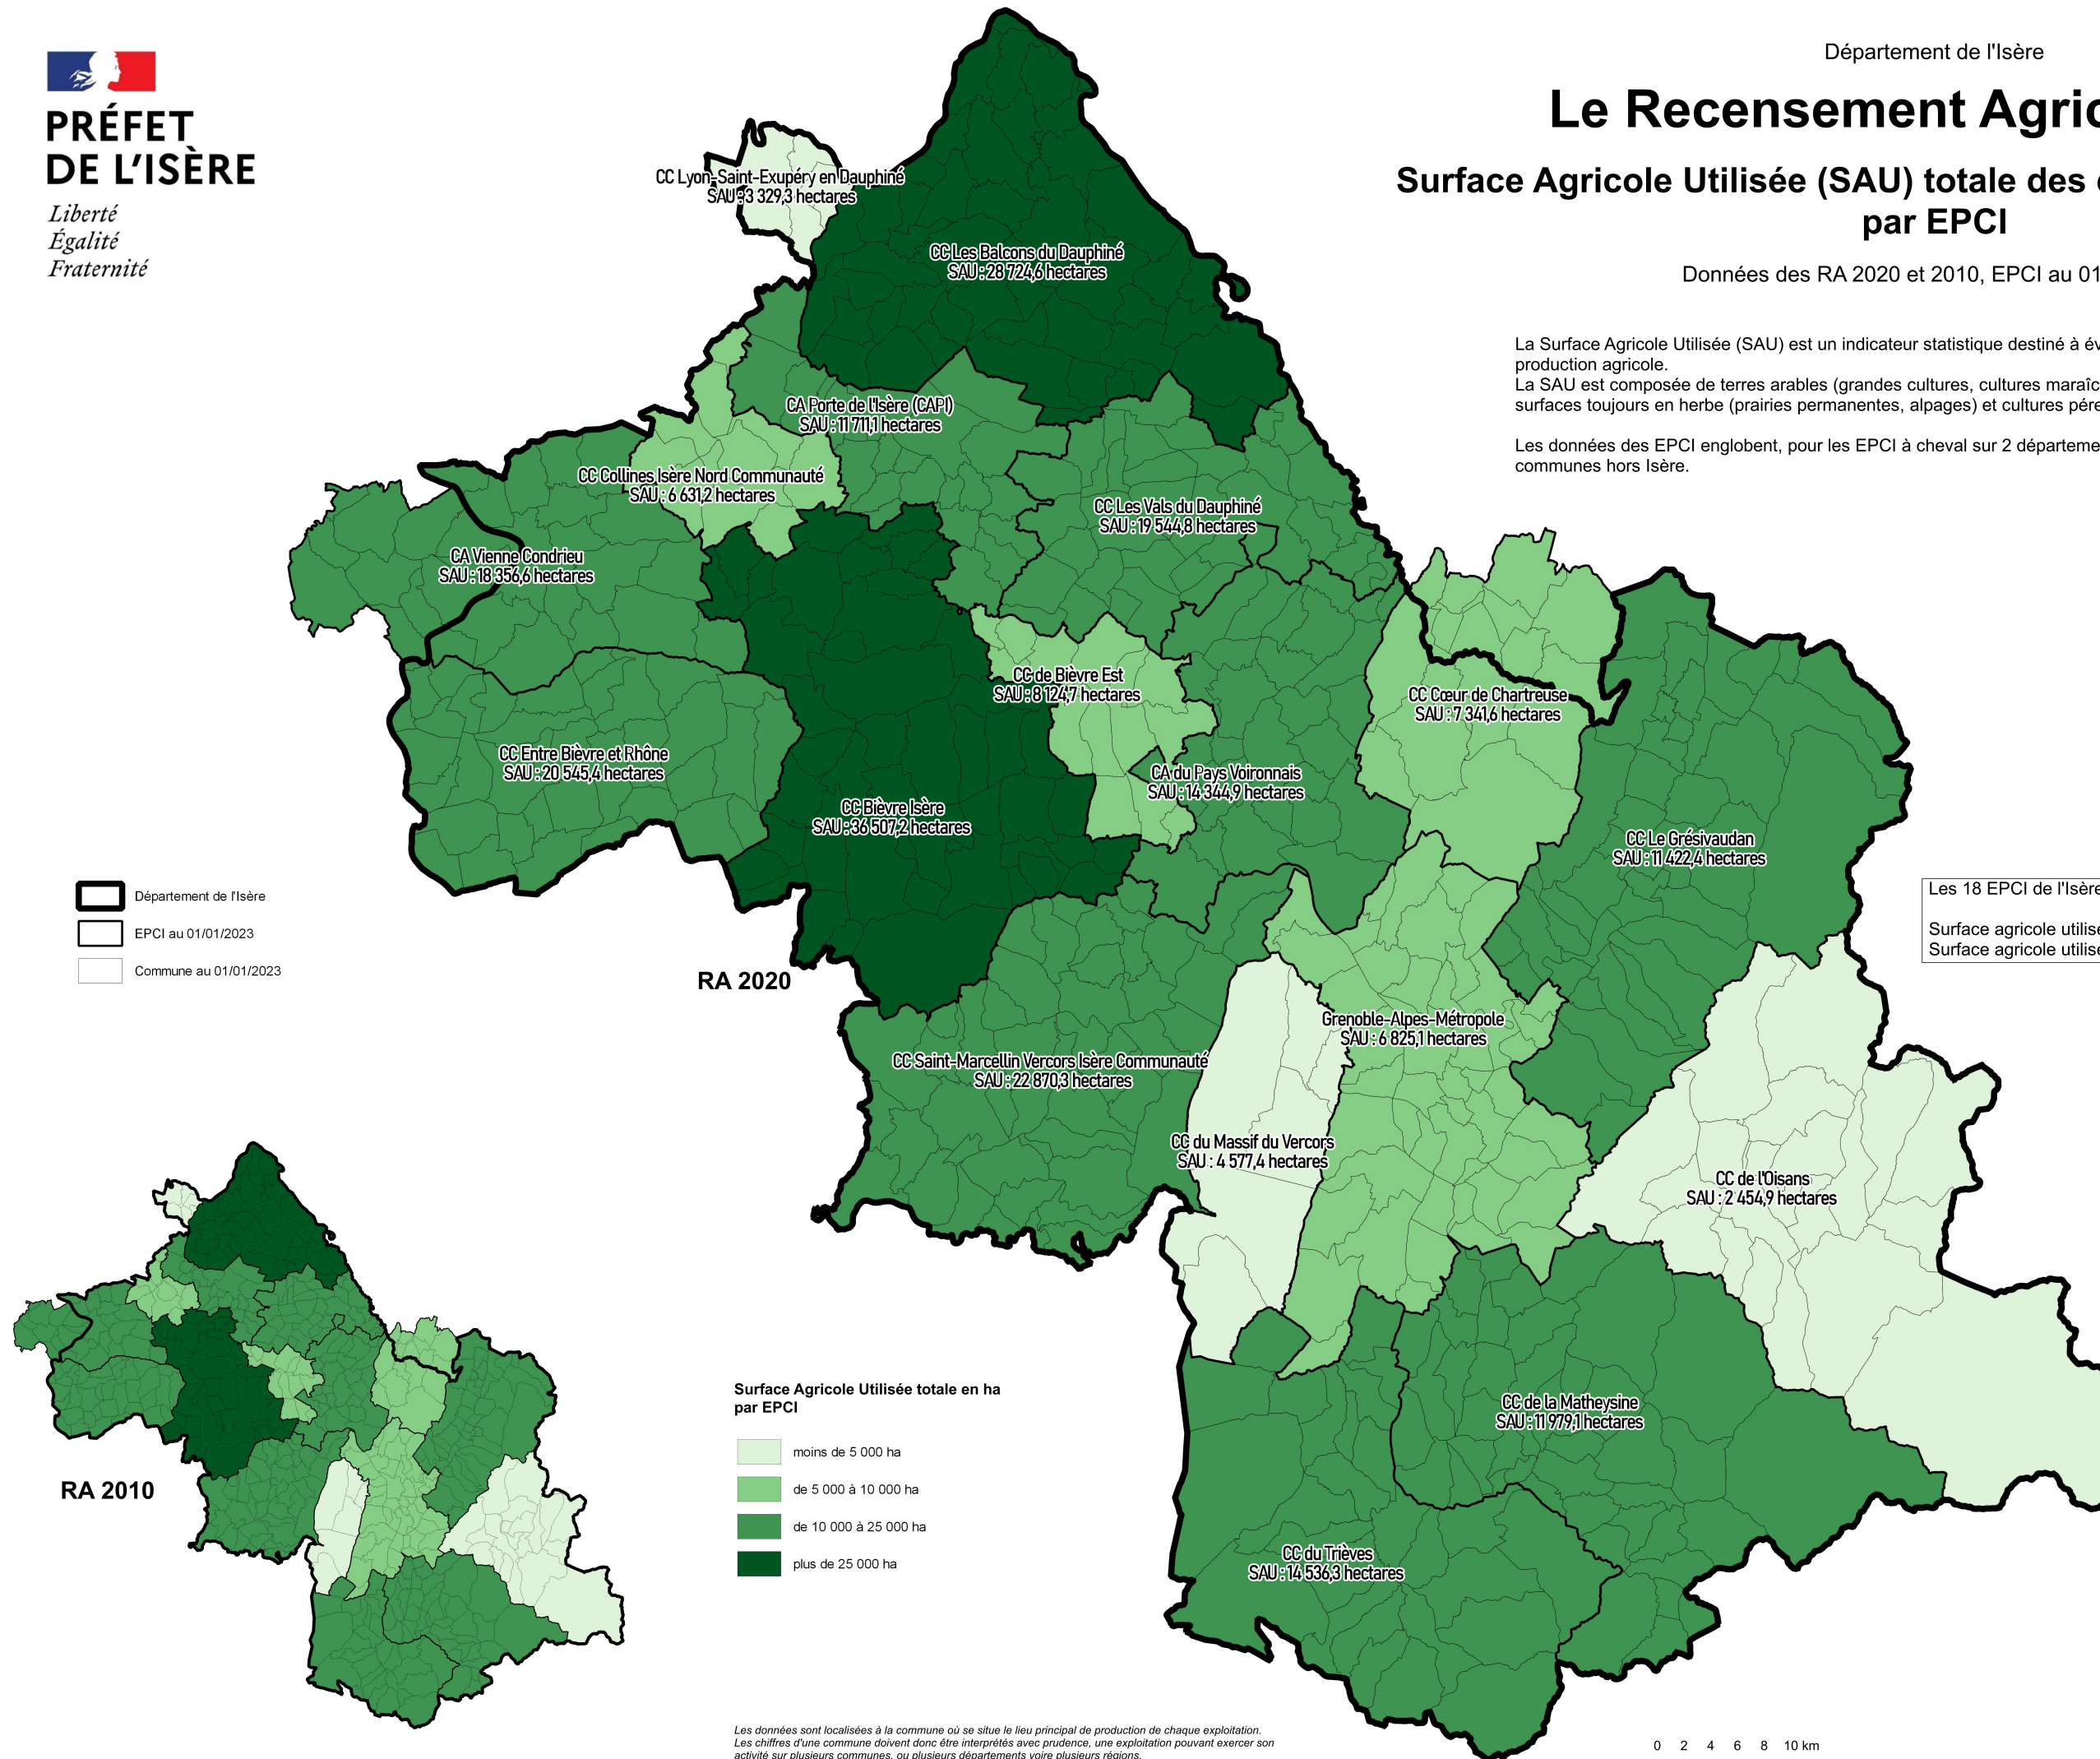 PRÉFET
DE L'ISÈRE
Liberté
Égalité
Fraternité
Département de l'Isère
Le Recensement
Surface Agricole Utilisée (SAU) totale des
par EPCI
Données des RA 2020 et 2010, EPCI au 01
La Surface Agricole Utilisée (SAU) est un indicateur statistique destiné à
production agricole.
La SAU est composée de terres arables (grandes cultures, cultures
surfaces toujours en herbe (prairies permanentes, alpages) et cultures
Les données des EPCI englobent, pour les EPCI à cheval sur 2
communes hors Isère.
CC Lyon-Saint-Exupéry en Dauphiné
SAU : 3 329,3 hectares
CC Les Balcons du Dauphiné
SAU : 28 724,6 hectares
CA Porte de l'Isère (CAPI)
SAU : 11 711,1 hectares
CC Collines Isère Nord Communauté
SAU : 6 631,2 hectares
CC Les Vals du Dauphiné
SAU : 19 544,8 hectares
CA Vienne Condrieu
SAU : 18 356,6 hectares
CC de Bièvre Est
SAU : 8 124,7 hectares
CC Cœur de Chartreuse
SAU : 7 341,6 hectares
CC Entre Bièvre et Rhône
SAU : 20 545,4 hectares
CA du Pays Voironnais
SAU : 14 344,9 hectares
CC Bièvre Isère
SAU : 36 507,2 hectares
CC Le Grésivaudan
SAU : 11 422,4 hectares
Département de l'Isère
EPCI au 01/01/2023
Commune au 01/01/2023
Les 18 EPCI de l'Isère
Surface agricole
Surface agricole
RA 2020
Grenoble-Alpes-Métropole
SAU : 6 825,1 hectares
CC Saint-Marcellin Vercors Isère Communauté
SAU : 22 870,3 hectares
CC du Massif du Vercors
SAU : 4 577,4 hectares
CC de l'Oisans
SAU : 2 454,9 hectares
CC de la Matheysine
SAU : 11 979,1 hectares
CC du Trièves
SAU : 14 536,3 hectares
RA 2010
Surface Agricole Utilisée totale en ha
par EPCI
moins de 5 000 ha
de 5 000 à 10 000 ha
de 10 000 à 25 000 ha
plus de 25 000 ha
Les données sont localisées à la commune où se situe le lieu principal de production de chaque exploitation.
Les chiffres d'une commune doivent donc être interprétés avec prudence, une exploitation pouvant exercer son
activité sur plusieurs communes, ou plusieurs départements voire plusieurs régions.
0 2 4 6 8 10 km